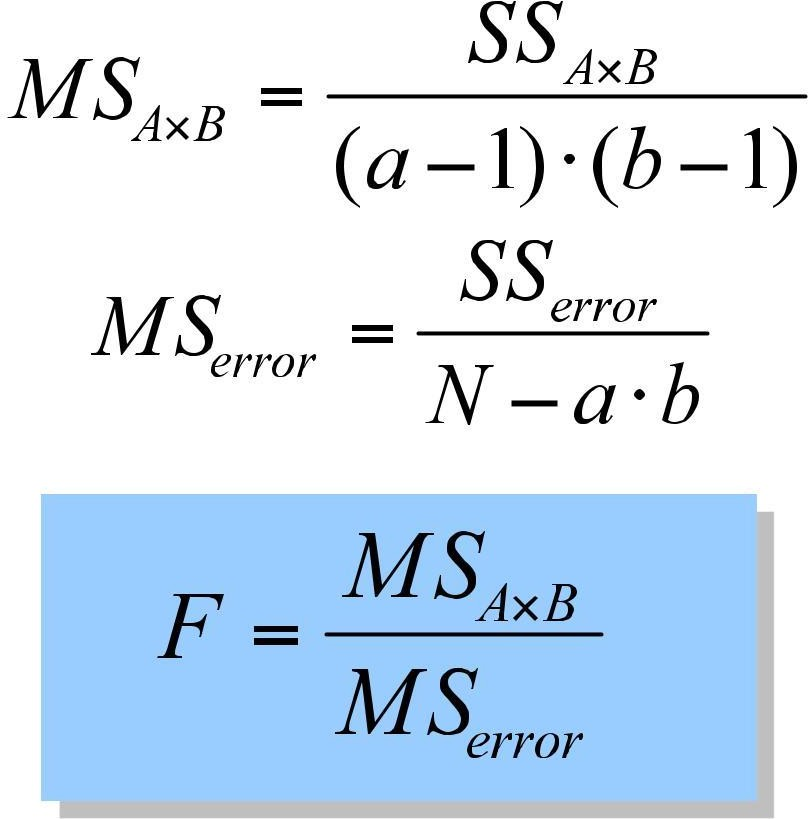 MS_{A×B} = SS_{A×B} / (a − 1)·(b − 1)
MS_{error} = SS_{error} / N − a·b
F = MS_{A×B} / MS_{error}